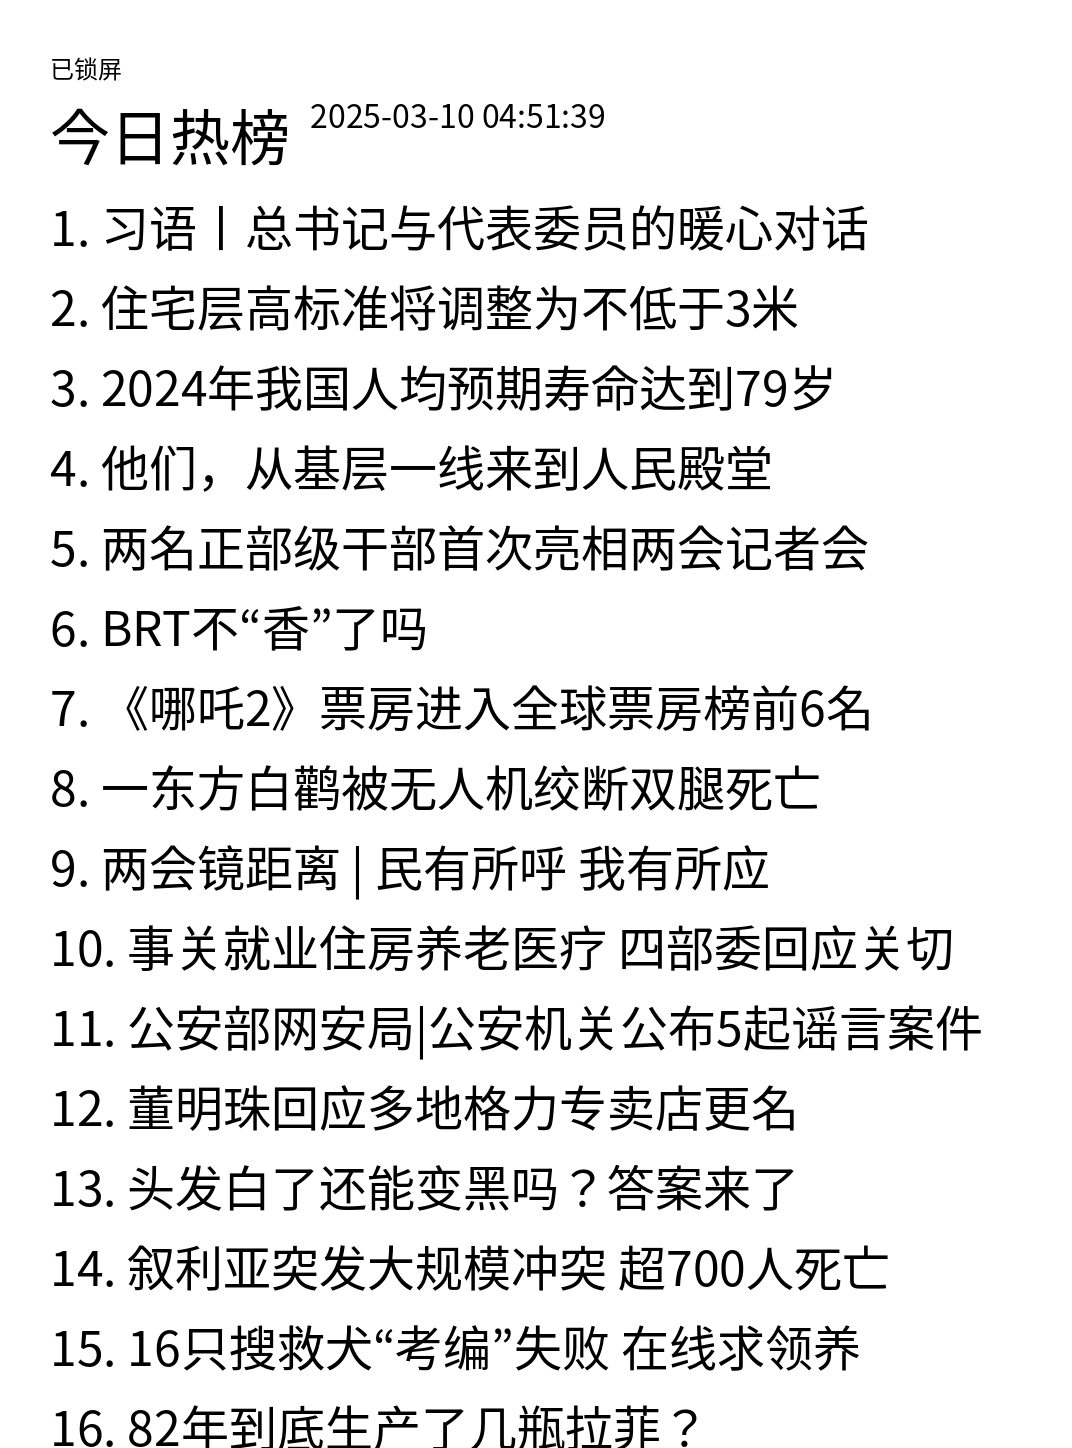 已锁屏
今日热榜 2025-03-10 04:51:39
1. 习语丨总书记与代表委员的暖心对话
2. 住宅层高标准将调整为不低于3米
3. 2024年我国人均预期寿命达到79岁
4. 他们，从基层一线来到人民殿堂
5. 两名正部级干部首次亮相两会记者会
6. BRT不“香”了吗
7. 《哪吒2》票房进入全球票房榜前6名
8. 一东方白鹳被无人机绞断双腿死亡
9. 两会镜距离 | 民有所呼 我有所应
10. 事关就业住房养老医疗 四部委回应关切
11. 公安部网安局|公安机关公布5起谣言案件
12. 董明珠回应多地格力专卖店更名
13. 头发白了还能变黑吗？答案来了
14. 叙利亚突发大规模冲突 超700人死亡
15. 16只搜救犬“考编”失败 在线求领养
16. 82年到底生产了几瓶拉菲？